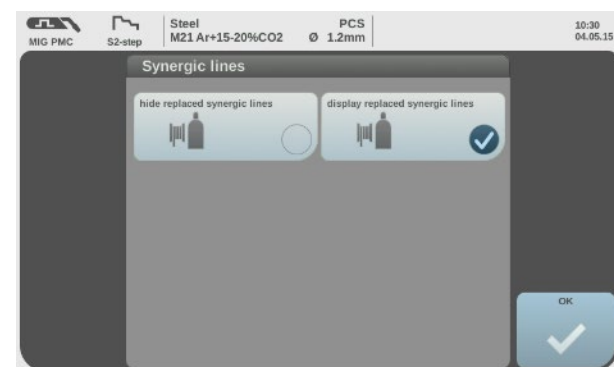 MIG PMC
S2-step
Steel PCS
M21 Ar+15-20%CO2 Ø 1.2mm
10:30
04.05.15
Synergic lines
hide replaced synergic lines
display replaced synergic lines
OK